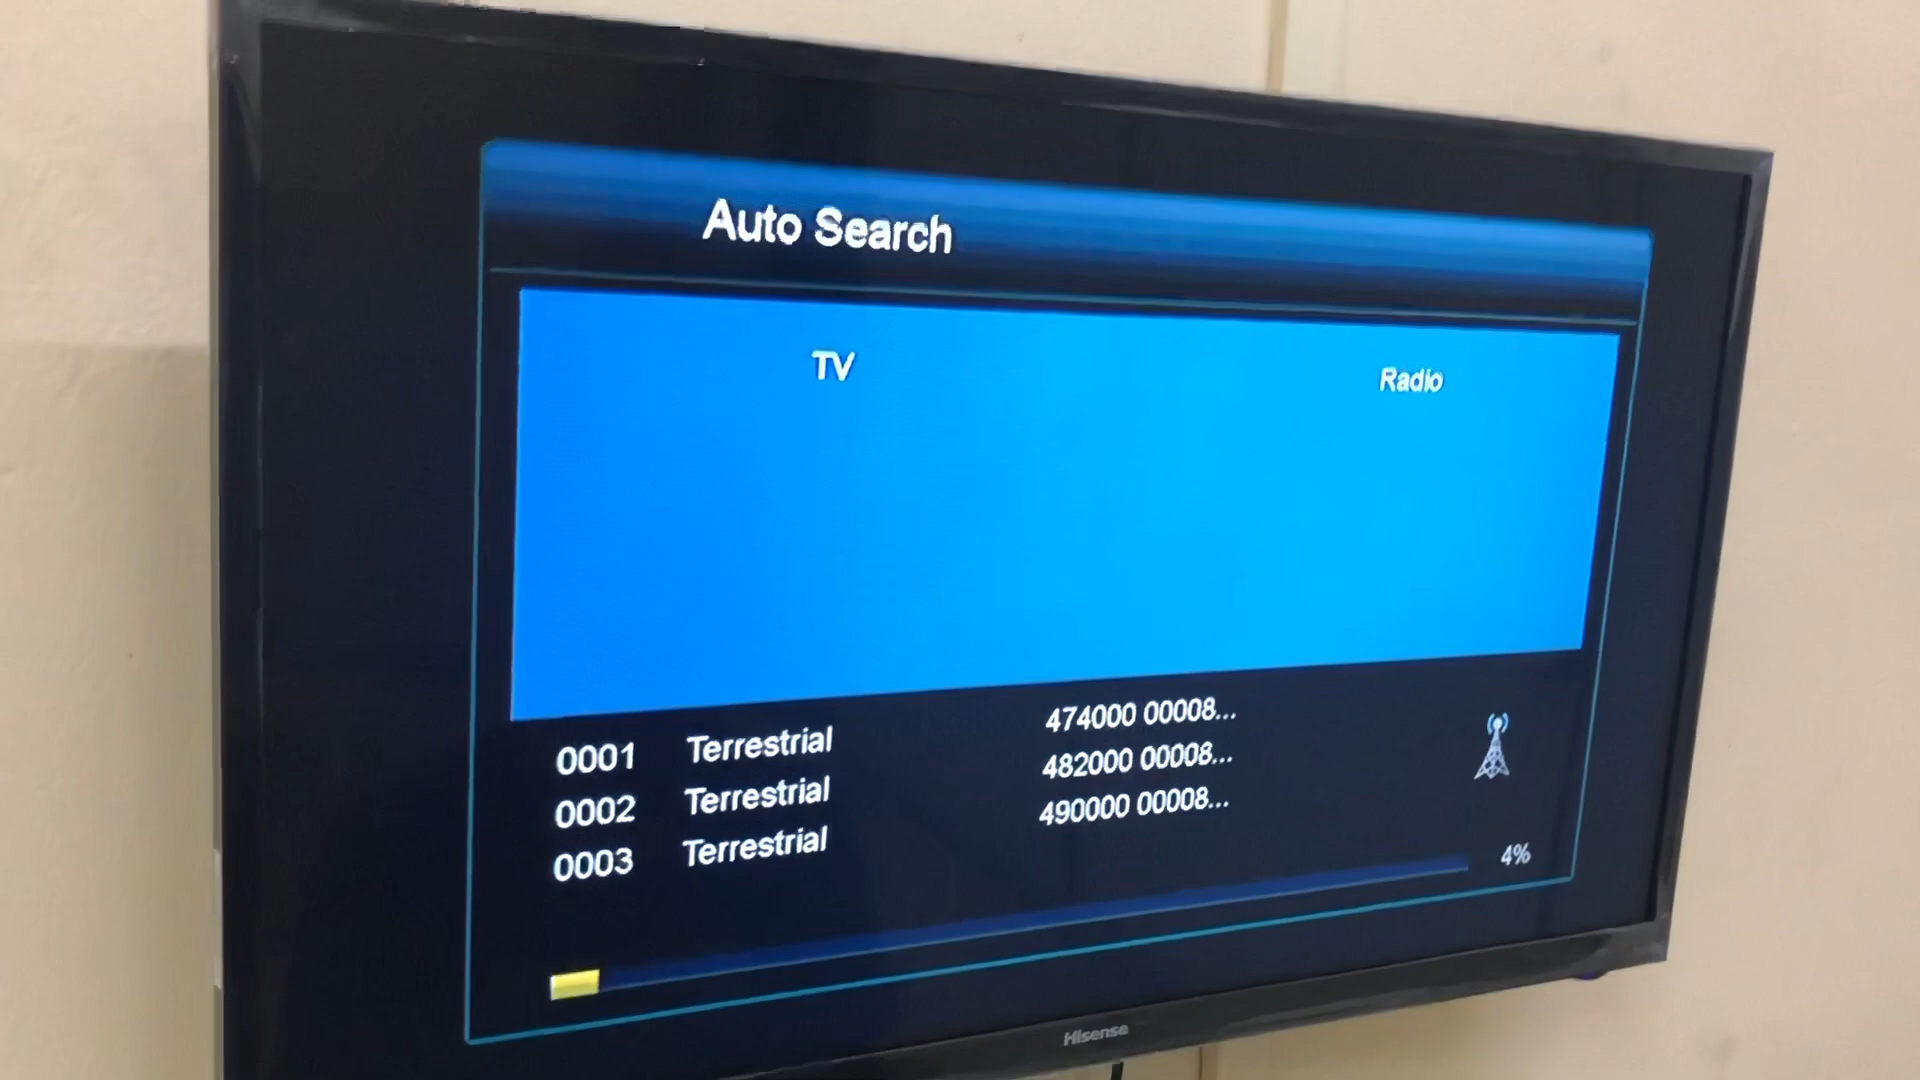 Auto Search
TV Radio
0001 Terrestrial 474000 00008...
0002 Terrestrial 482000 00008...
0003 Terrestrial 490000 00008...
4%
Hisense